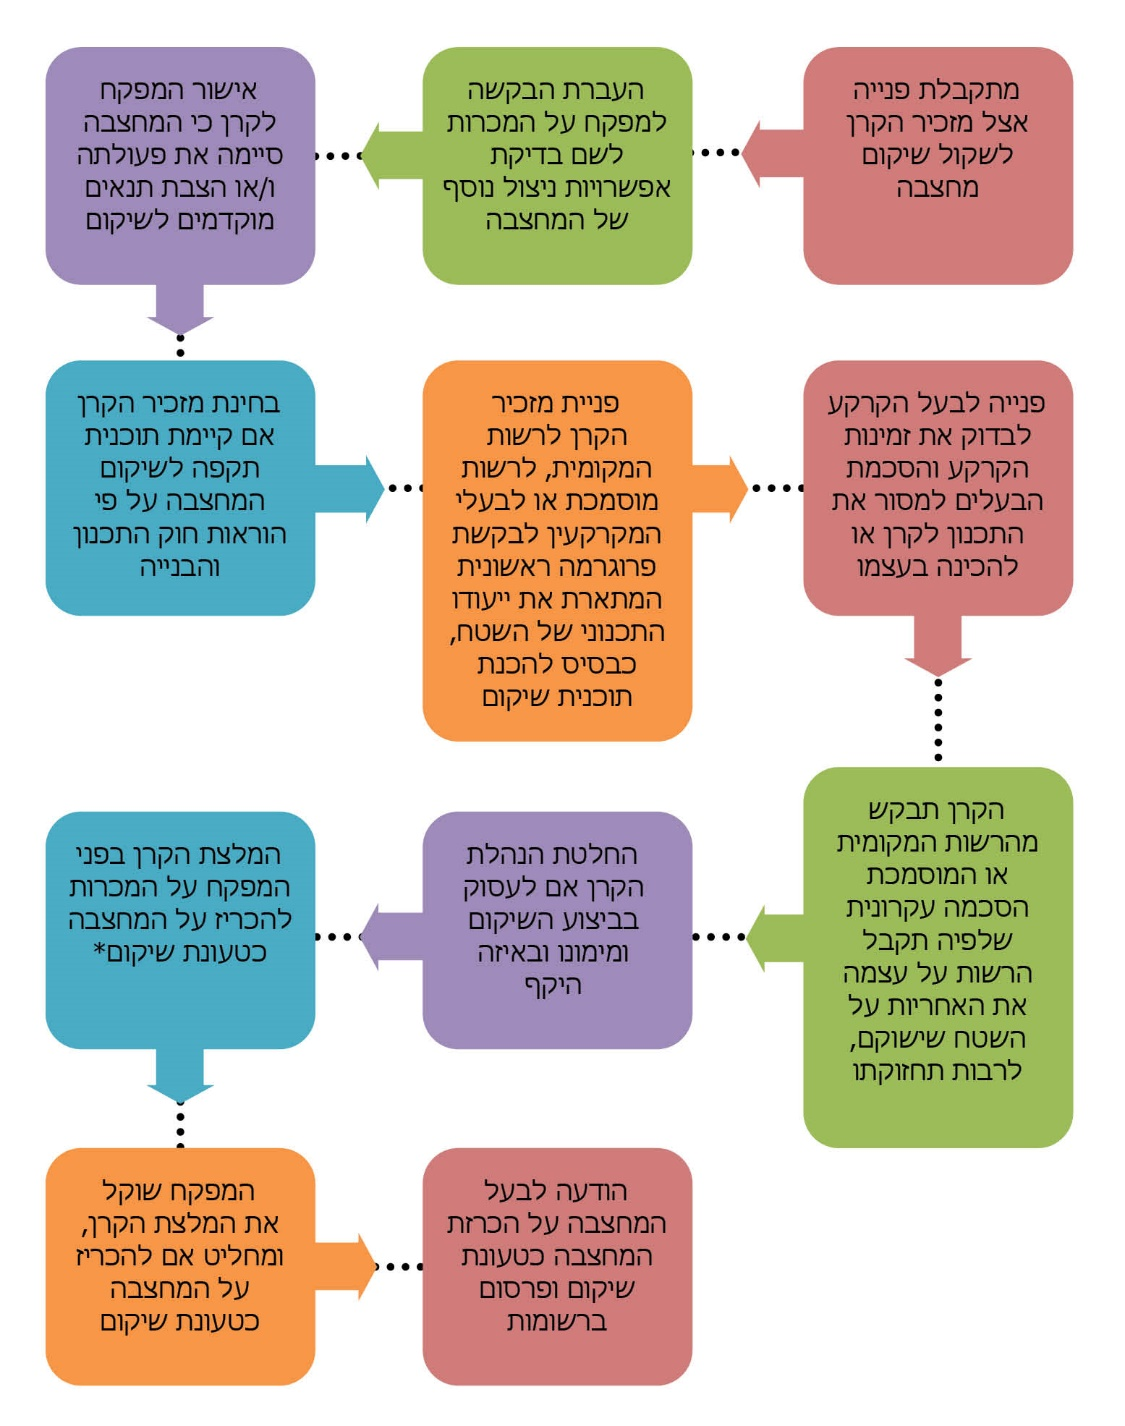 מתקבלת פנייה
אצל מזכיר הקרן
לשקול שיקום
מחצבה
העברת הבקשה
למפקח על המכרות
לשם בדיקת
אפשרויות ניצול נוסף
של המחצבה
אישור המפקח
לקרן כי המחצבה
סיימה את פעולתה
ו/או הצבת תנאים
מוקדמים לשיקום
בחינת מזכיר הקרן
אם קיימת תוכנית
תקפה לשיקום
המחצבה על פי
הוראות חוק התכנון
והבנייה
פניית מזכיר
הקרן לרשות
המקומית, לרשות
מוסמכת או לבעלי
המקרקעין לבקשת
פרוגרמה ראשונית
המתארת את ייעודו
התכנוני של השטח,
כבסיס להכנת
תוכנית שיקום
פנייה לבעל הקרקע
לבדוק את זמינות
הקרקע והסכמת
הבעלים למסור את
התכנון לקרן או
להכינה בעצמו
הקרן תבקש
מהרשות המקומית
או המוסמכת
הסכמה עקרונית
שלפיה תקבל
הרשות על עצמה
את האחריות על
השטח שישוקם,
לרבות תחזוקתו
החלטת הנהלת
הקרן אם לעסוק
בביצוע השיקום
ומימונו ובאיזה
היקף
המלצת הקרן בפני
המפקח על המכרות
להכריז על המחצבה
כטעונת שיקום*
המפקח שוקל
את המלצת הקרן,
ומחליט אם להכריז
על המחצבה
כטעונת שיקום
הודעה לבעל
המחצבה על הכרזת
המחצבה כטעונת
שיקום ופרסום
ברשומות